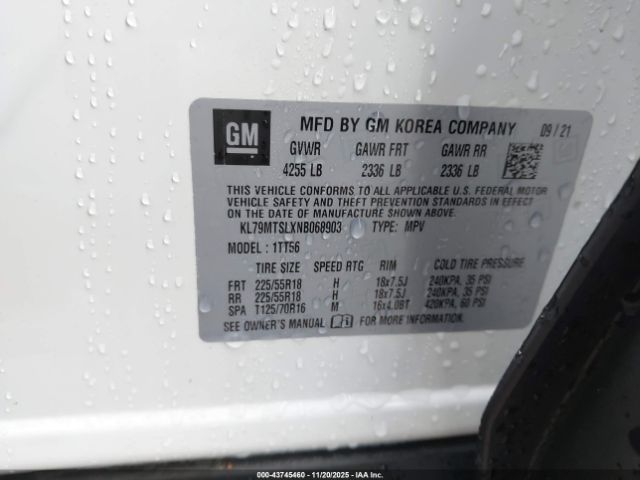 GM
MFD BY GM KOREA COMPANY 09/21
GVWR GAWR FRT GAWR RR
4255 LB 2336 LB 2336 LB
THIS VEHICLE CONFORMS TO ALL APPLICABLE U.S. FEDERAL MOTOR
VEHICLE SAFETY AND THEFT PREVENTION STANDARDS IN EFFECT
ON THE DATE OF MANUFACTURE SHOWN ABOVE.
KL79MTSLXNB068903 TYPE: MPV
MODEL: 1TT56
TIRE SIZE SPEED RTG RIM COLD TIRE PRESSURE
FRT 225/55R18 H 18x7.5J 240KPA, 35 PSI
RR 225/55R18 H 18x7.5J 240KPA, 35 PSI
SPA T125/70R16 M 16x4.0BT 420KPA, 60 PSI
SEE OWNER'S MANUAL FOR MORE INFORMATION.
IN: 000-43745460 | 11/20/2025 | IAA Inc.